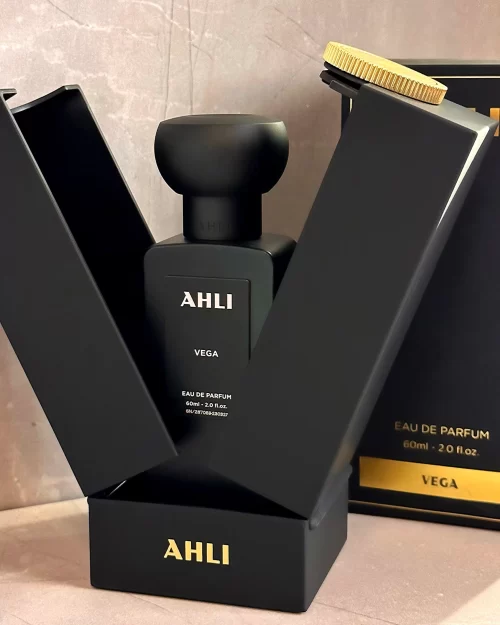 AHLI
VEGA
EAU DE PARFUM
60ml - 2.0 fl.oz.
AHLI
EAU DE PARFUM
60ml - 2.0 fl.oz.
VEGA